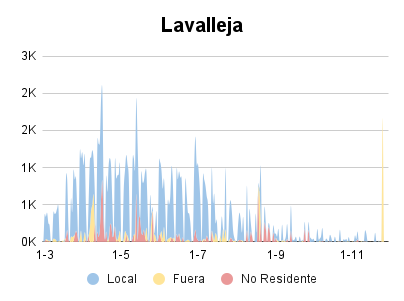 Lavalleja
3K
2K
2K
1K
1K
0K
1-3 1-5 1-7 1-9 1-11
Local Fuera No Residente